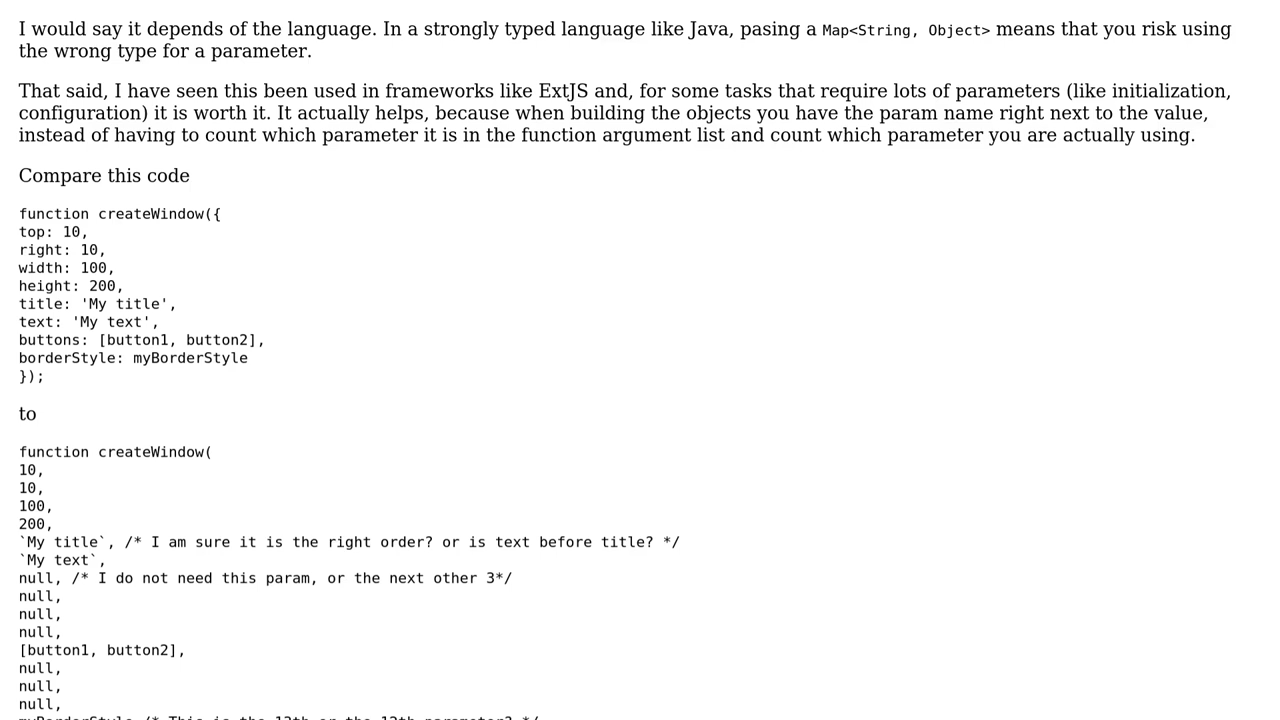 I would say it depends of the language. In a strongly typed language like Java, pasing a Map<String, Object> means that you risk using
the wrong type for a parameter.
That said, I have seen this been used in frameworks like ExtJS and, for some tasks that require lots of parameters (like initialization,
configuration) it is worth it. It actually helps, because when building the objects you have the param name right next to the value,
instead of having to count which parameter it is in the function argument list and count which parameter you are actually using.
Compare this code
function createWindow({
top: 10,
right: 10,
width: 100,
height: 200,
title: 'My title',
text: 'My text',
buttons: [button1, button2],
borderStyle: myBorderStyle
});
to
function createWindow(
10,
10,
100,
200,
`My title`, /* I am sure it is the right order? or is text before title? */
`My text`,
null, /* I do not need this param, or the next other 3*/
null,
null,
null,
[button1, button2],
null,
null,
null,